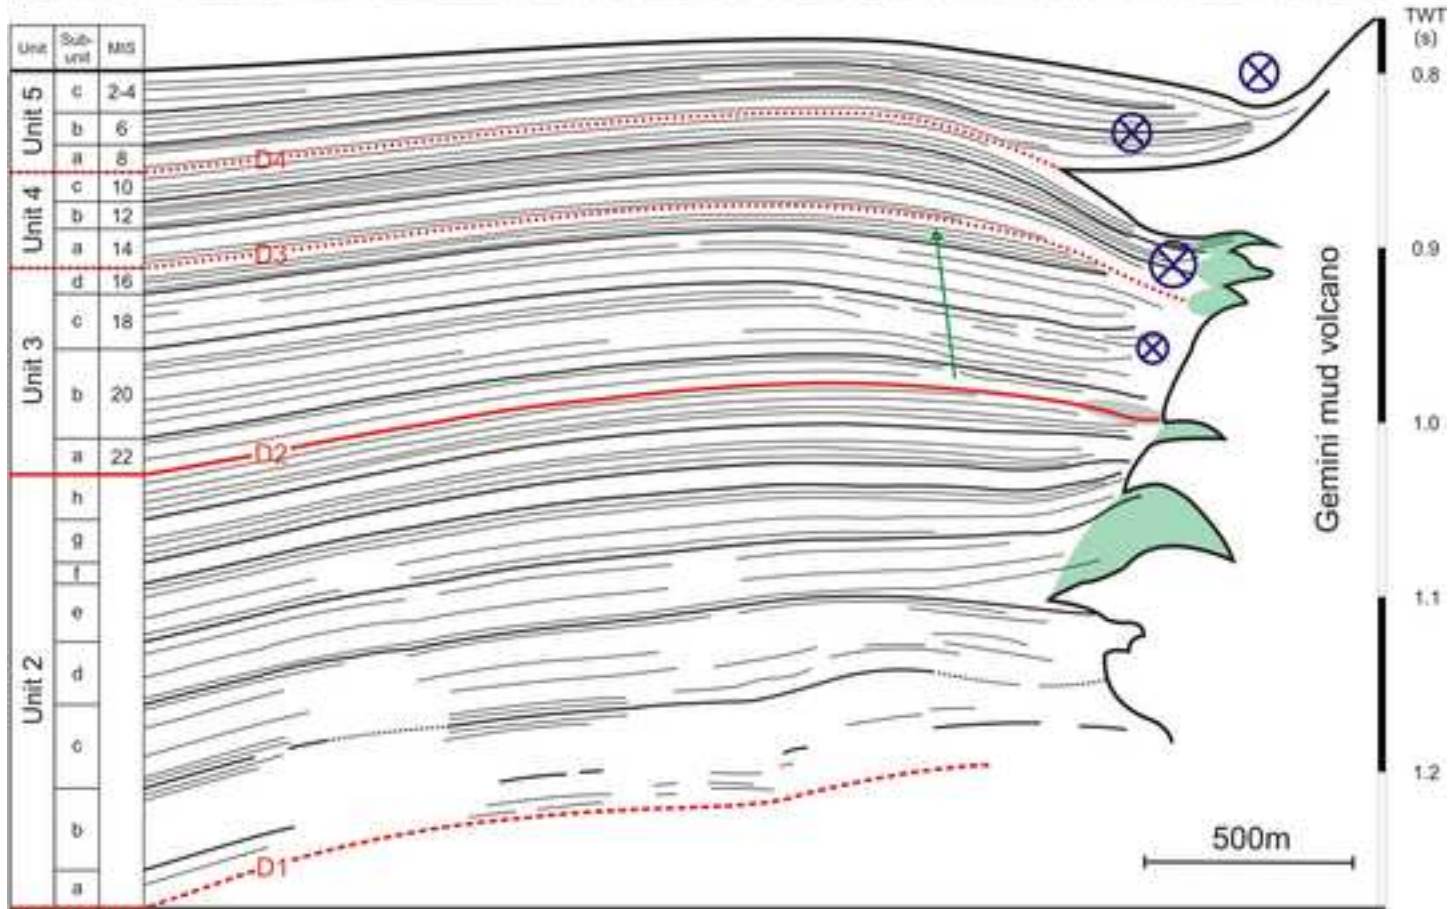 Unit Sub-unit MIS
TWT
(s)
Unit 5
c 2-4
b 6
a 8
Unit 4
c 10
b 12
a 14
Unit 3
d 16
c 18
b 20
a 22
Unit 2
h
g
f
e
d
c
b
a
D4
D3
D2
D1
0.8
0.9
1.0
1.1
1.2
Gemini mud volcano
500m